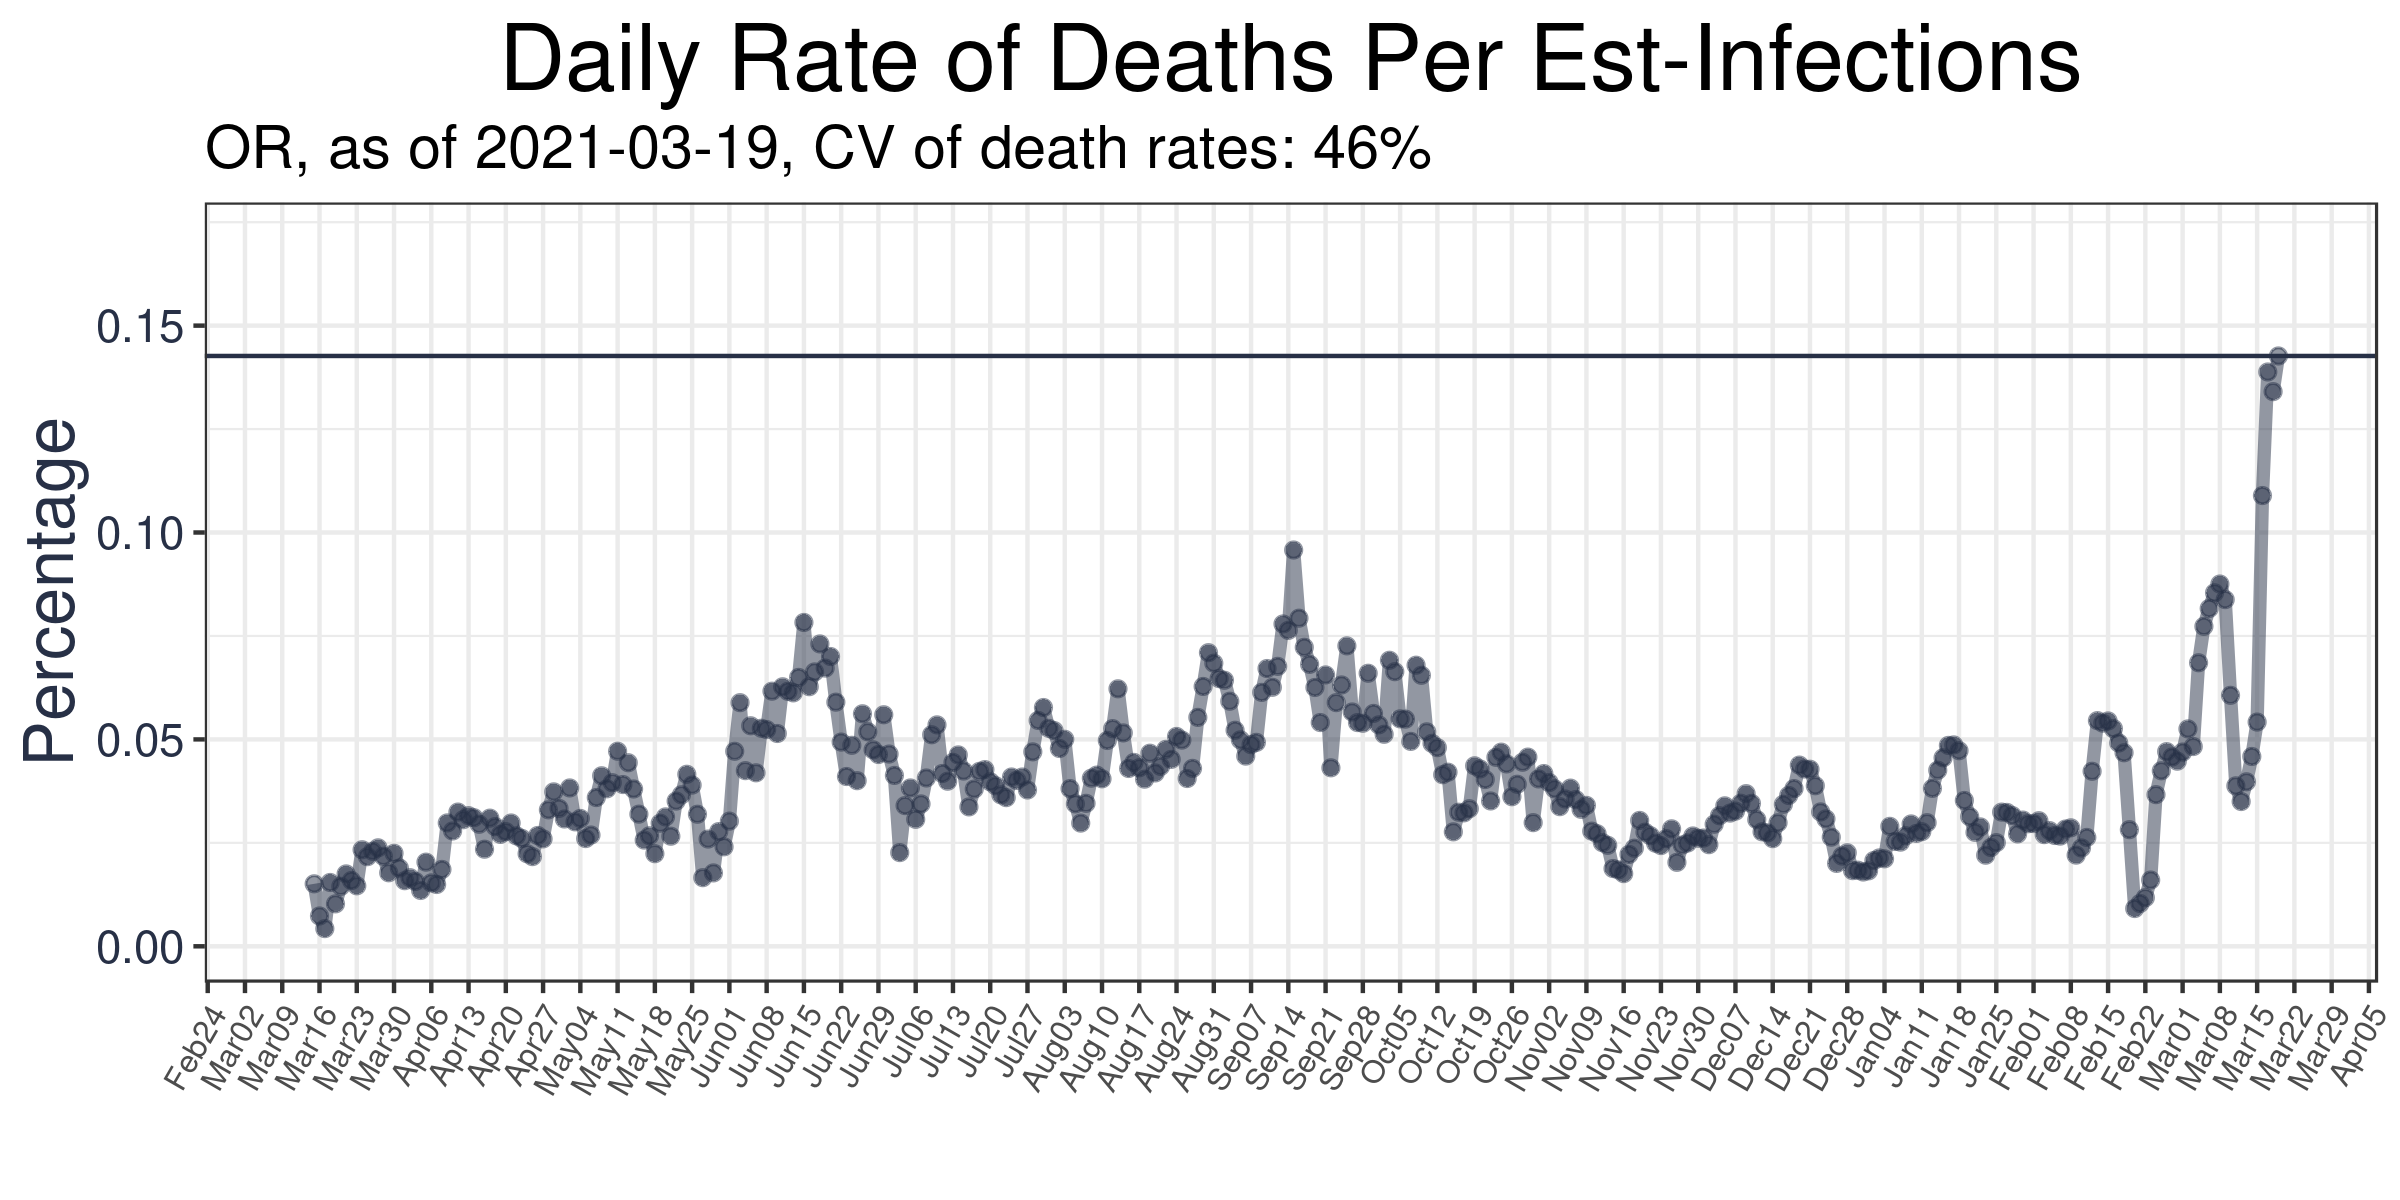 Daily Rate of Deaths Per Est-Infections
OR, as of 2021-03-19, CV of death rates: 46%
Percentage
0.15
0.10
0.05
0.00
Feb24
Mar02
Mar09
Mar16
Mar23
Mar30
Apr06
Apr13
Apr20
Apr27
May04
May11
May18
May25
Jun01
Jun08
Jun15
Jun22
Jun29
Jul06
Jul13
Jul20
Jul27
Aug03
Aug10
Aug17
Aug24
Aug31
Sep07
Sep14
Sep21
Sep28
Oct05
Oct12
Oct19
Oct26
Nov02
Nov09
Nov16
Nov23
Nov30
Dec07
Dec14
Dec21
Dec28
Jan04
Jan11
Jan18
Jan25
Feb01
Feb08
Feb15
Feb22
Mar01
Mar08
Mar15
Mar22
Mar29
Apr05